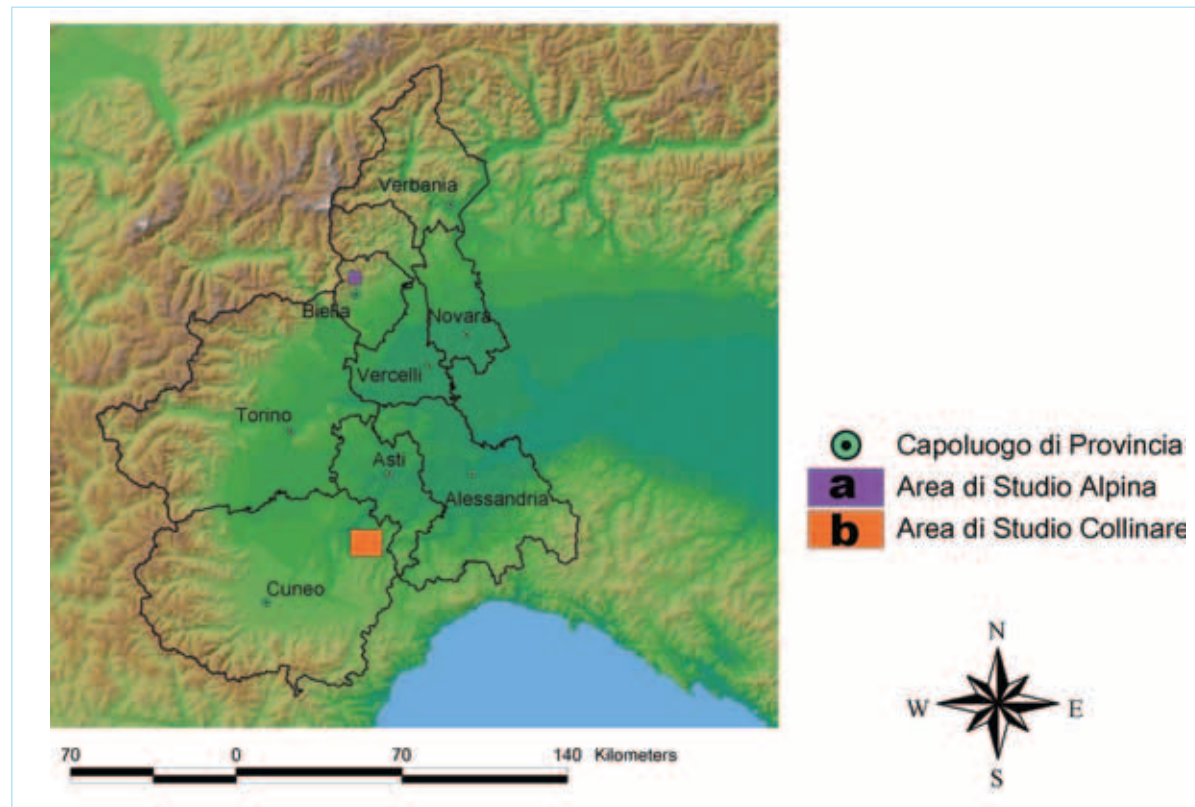 Verbania
Biella
Novara
Vercelli
Torino
Asti
Alessandria
Cuneo
Capoluogo di Provincia
a Area di Studio Alpina
b Area di Studio Collinare
N
W E
S
70 0 70 140 Kilometers